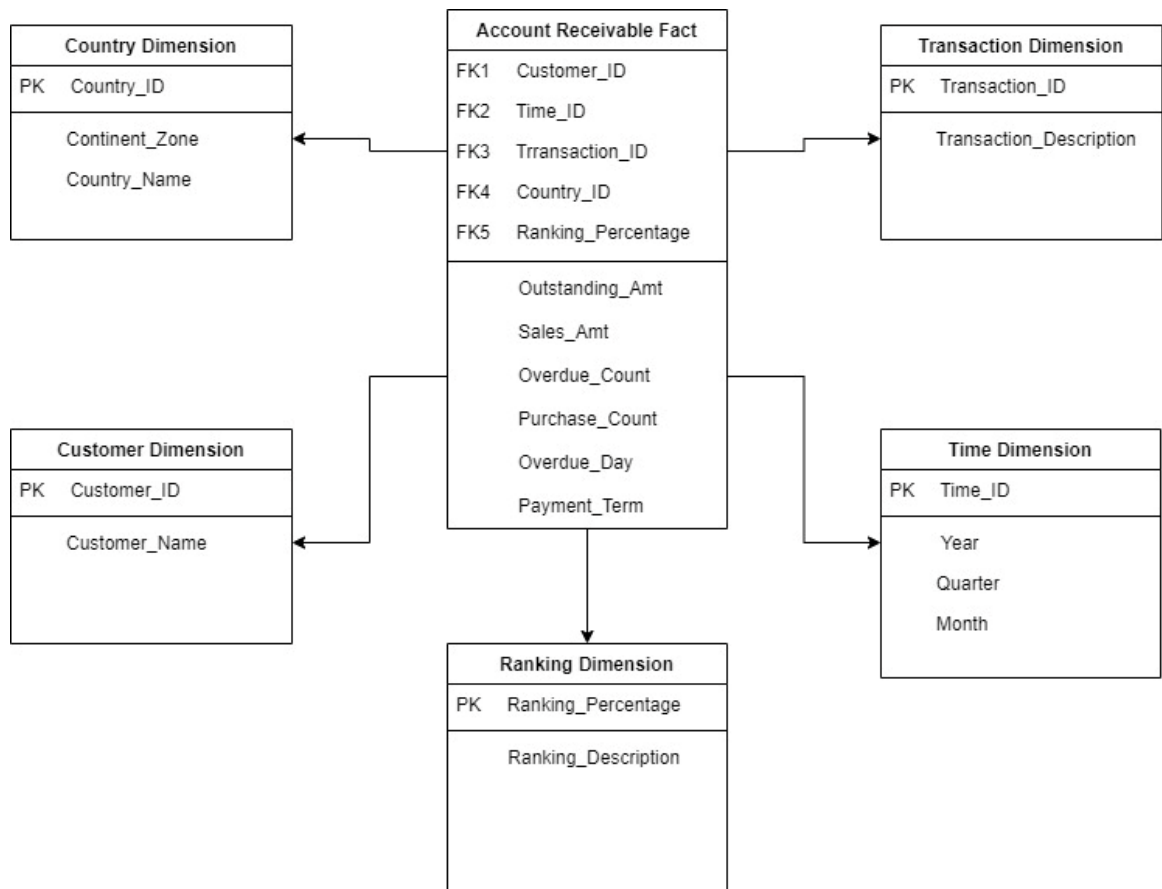 Country Dimension
PK Country_ID
Continent_Zone
Country_Name
Account Receivable Fact
FK1 Customer_ID
FK2 Time_ID
FK3 Trransaction_ID
FK4 Country_ID
FK5 Ranking_Percentage
Outstanding_Amt
Sales_Amt
Overdue_Count
Purchase_Count
Overdue_Day
Payment_Term
Transaction Dimension
PK Transaction_ID
Transaction_Description
Customer Dimension
PK Customer_ID
Customer_Name
Time Dimension
PK Time_ID
Year
Quarter
Month
Ranking Dimension
PK Ranking_Percentage
Ranking_Description